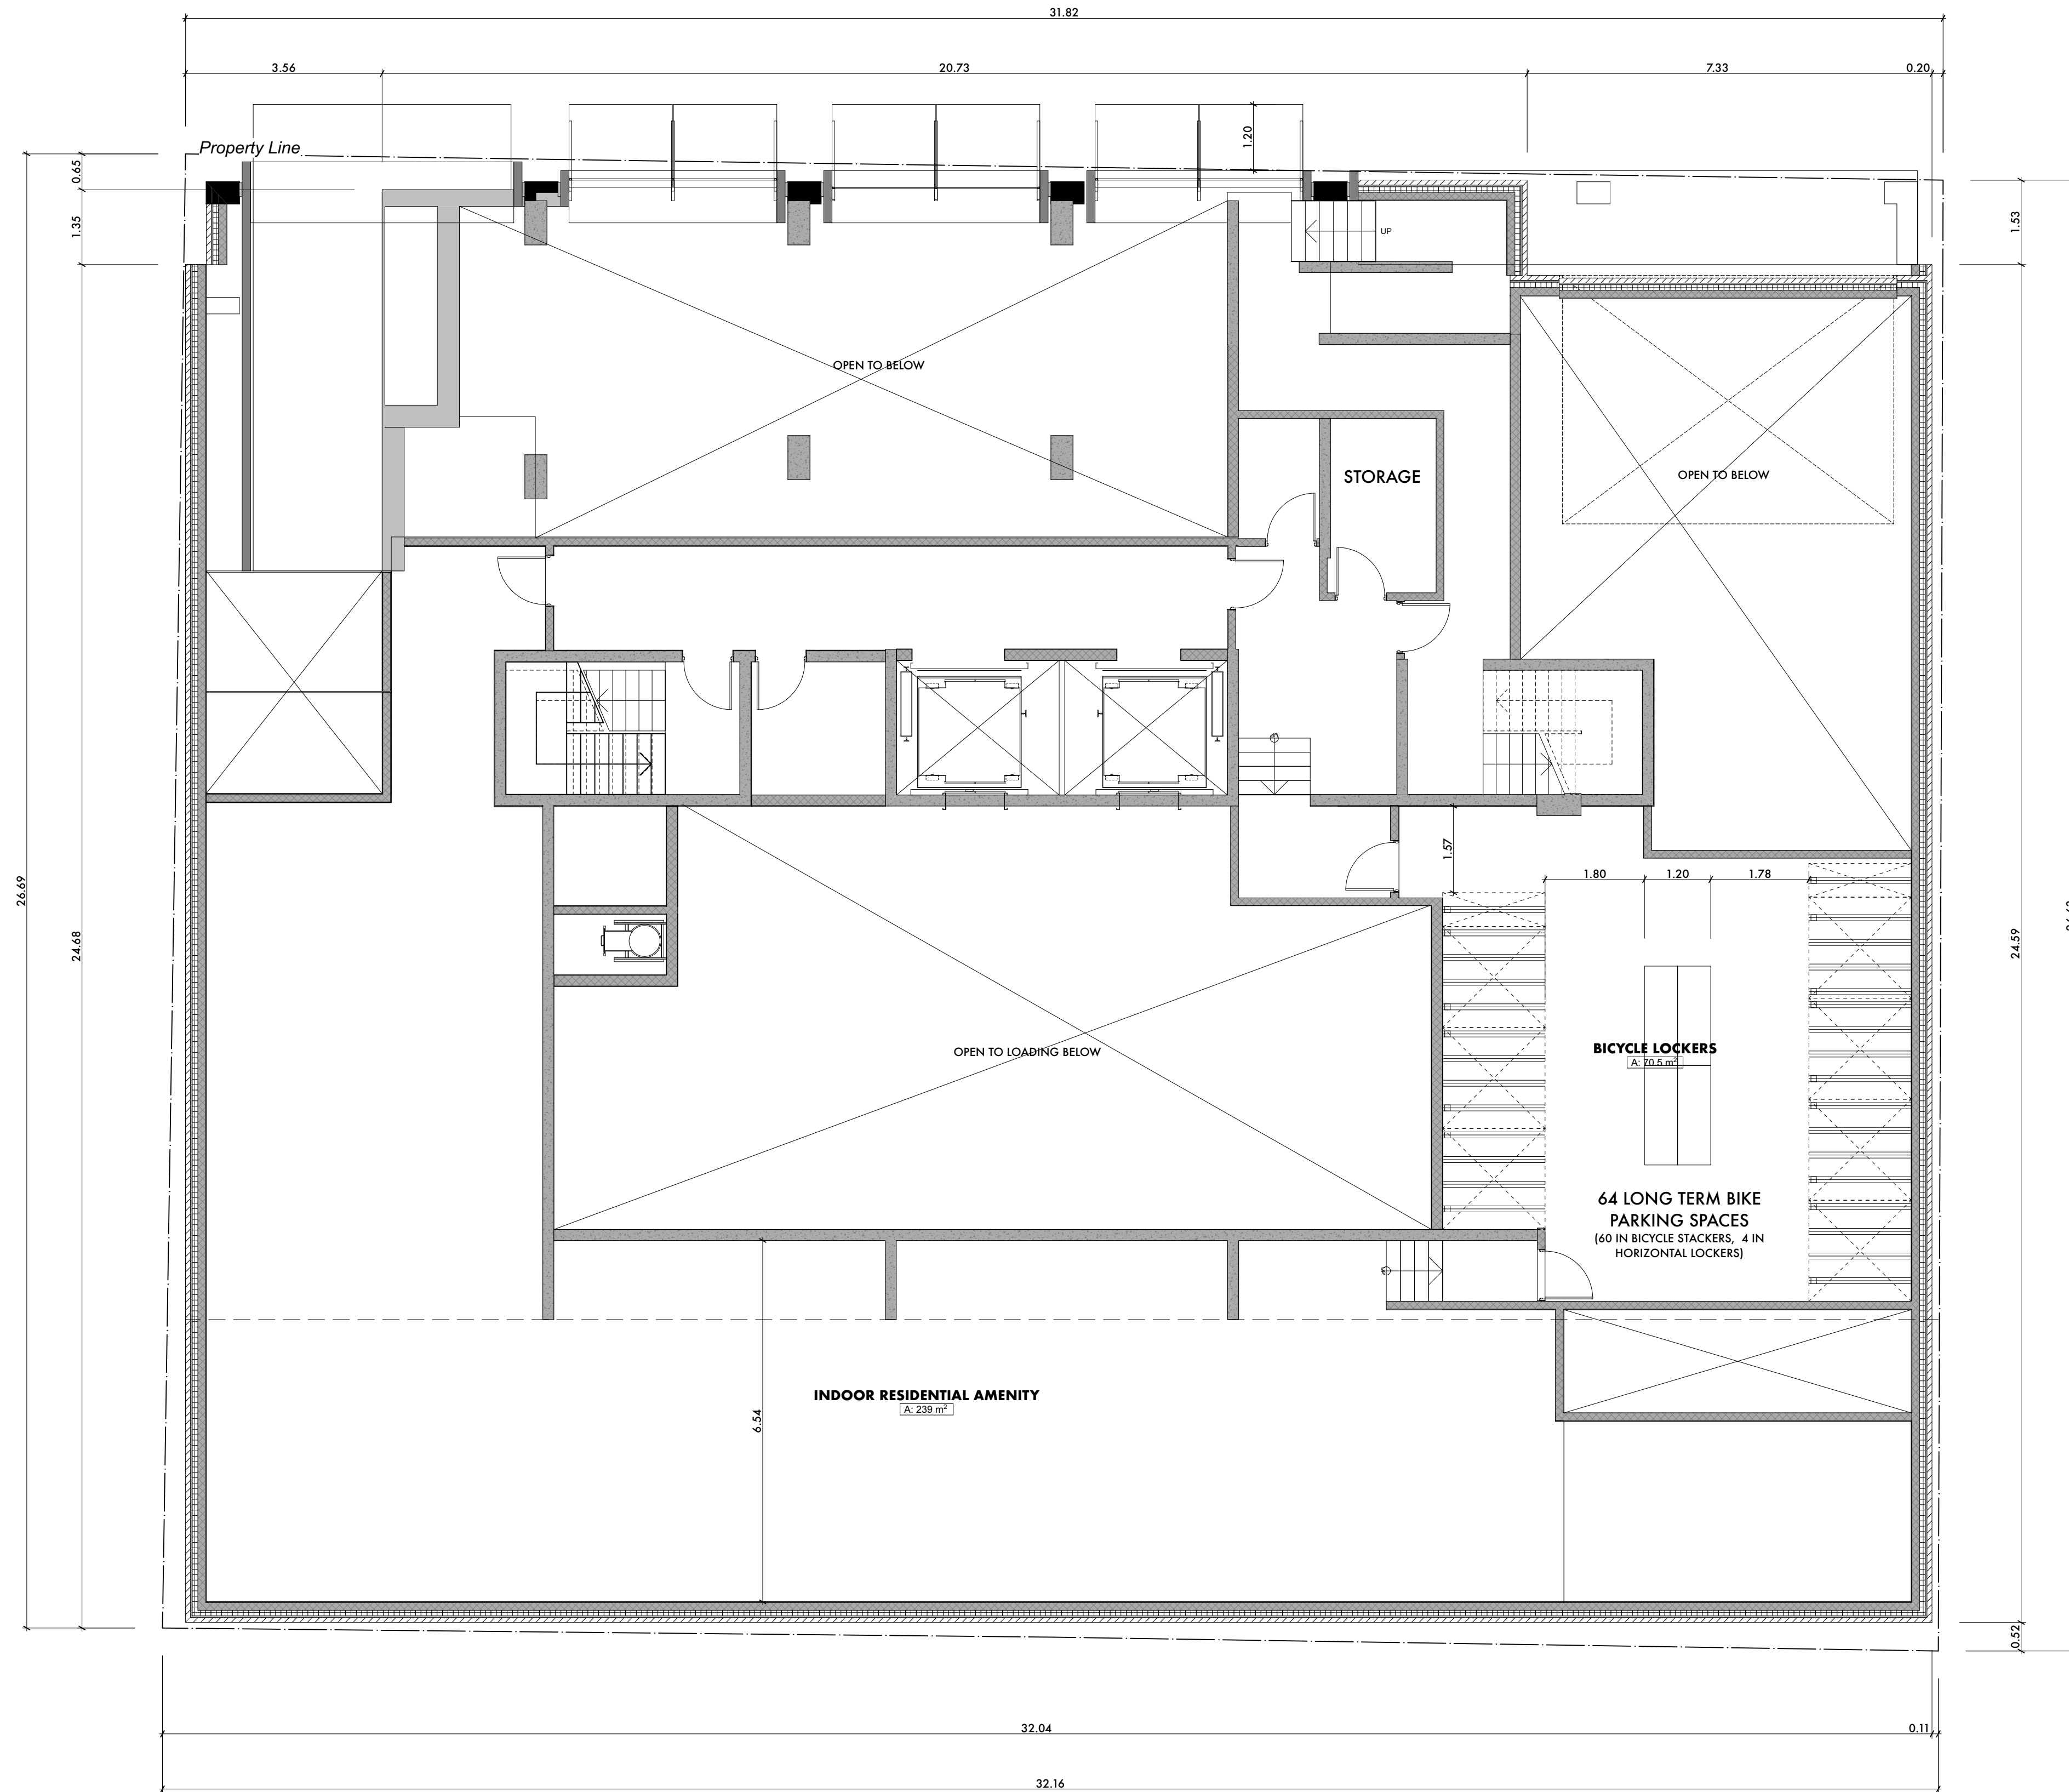 31.82
3.56
20.73
7.33
0.20
Property Line
1.20
0.65
1.35
1.53
UP
OPEN TO BELOW
STORAGE
OPEN TO BELOW
26.69
24.68
1.57
1.80
1.20
1.78
24.59
OPEN TO LOADING BELOW
BICYCLE LOCKERS
A: 70.5 m²
64 LONG TERM BIKE
PARKING SPACES
(60 IN BICYCLE STACKERS, 4 IN
HORIZONTAL LOCKERS)
INDOOR RESIDENTIAL AMENITY
A: 239 m²
6.54
0.52
32.04
0.11
32.16